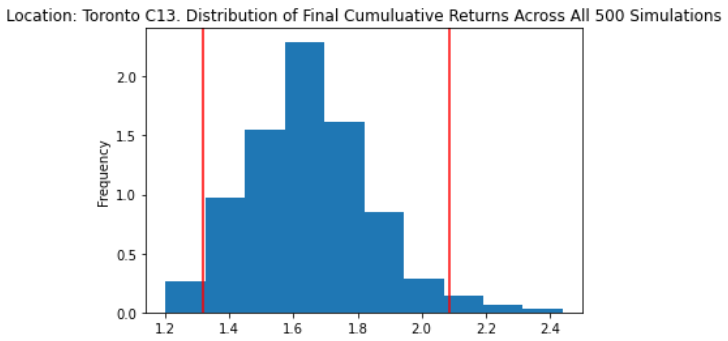 Location: Toronto C13. Distribution of Final Cumuluative Returns Across All 500 Simulations
2.0
1.5
1.0
0.5
0.0
Frequency
1.2 1.4 1.6 1.8 2.0 2.2 2.4